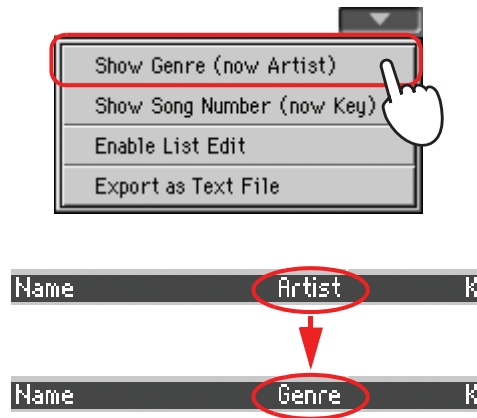 Show Genre (now Artist)
Show Song Number (now Key)
Enable List Edit
Export as Text File
Name Artist K
Name Genre K